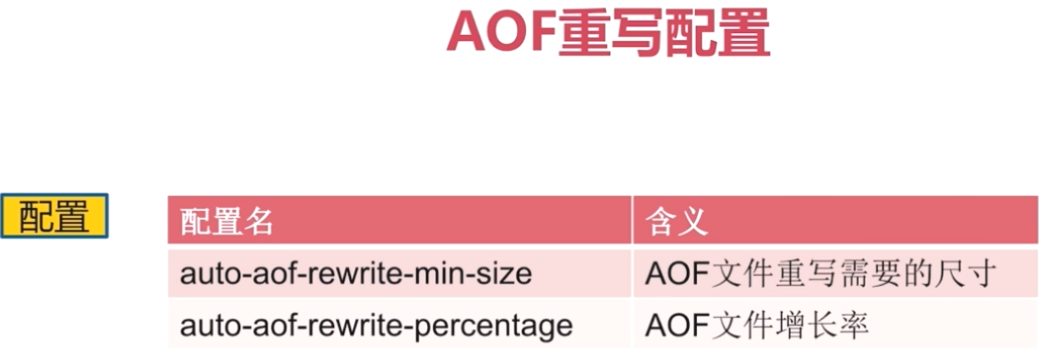 AOF重写配置
配置
配置名 含义
auto-aof-rewrite-min-size AOF文件重写需要的尺寸
auto-aof-rewrite-percentage AOF文件增长率